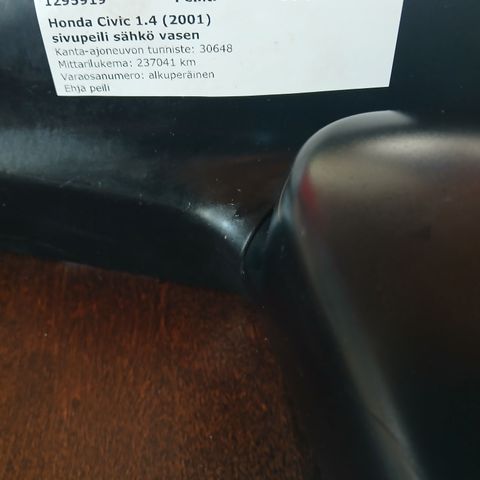 1295919
Honda Civic 1.4 (2001)
sivupeili sähkö vasen
Kanta-ajoneuvon tunniste: 30648
Mittarilukema: 237041 km
Varaosanumero: alkuperäinen
Ehjä peili